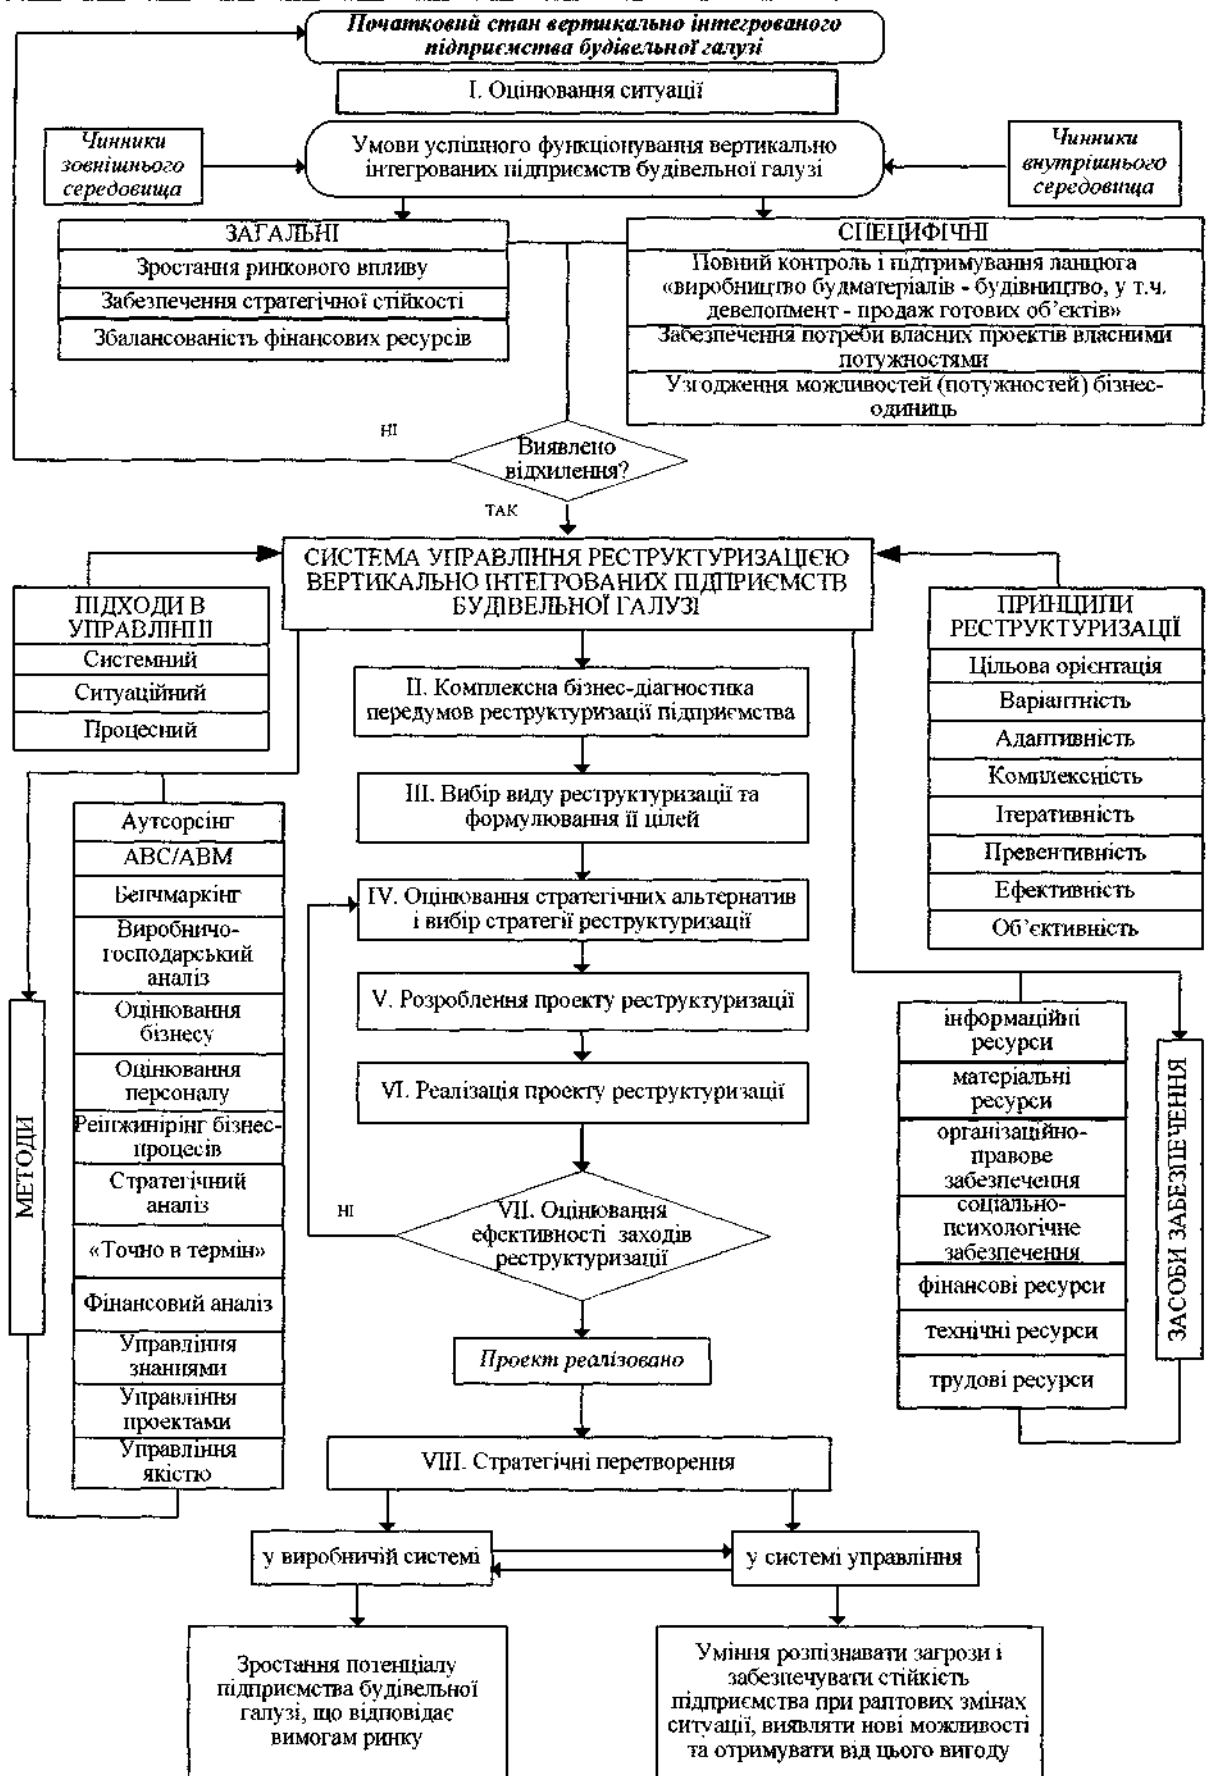 Початковий стан вертикально інтегрованого
підприємства будівельної галузі
І. Оцінювання ситуації
Чинники
зовнішнього
середовища
Умови успішного функціонування вертикально
інтегрованих підприємств будівельної галузі
Чинники
внутрішнього
середовища
ЗАГАЛЬНІ
Зростання ринкового впливу
Забезпечення стратегічної стійкості
Збалансованість фінансових ресурсів
СПЕЦИФІЧНІ
Повний контроль і підтримування ланцюга
«виробництво будматеріалів - будівництво, у т.ч.
девелопмент - продаж готових об’єктів»
Забезпечення потреби власних проектів власними
потужностями
Узгодження можливостей (потужностей) бізнес-
одиниць
НІ
Виявлено
відхилення?
ТАК
СИСТЕМА УПРАВЛІННЯ РЕСТРУКТУРИЗАЦІЄЮ
ВЕРТИКАЛЬНО ІНТЕГРОВАНИХ ПІДПРИЄМСТВ
БУДІВЕЛЬНОЇ ГАЛУЗІ
ПІДХОДИ В
УПРАВЛІННІ
Системний
Ситуаційний
Процесний
ПРИНЦИПИ
РЕСТРУКТУРИЗАЦІЇ
Цільова орієнтація
Варіантність
Адаптивність
Комплексність
Ітеративність
Превентивність
Ефективність
Об’єктивність
ІІ. Комплексна бізнес-діагностика
передумов реструктуризації підприємства
ІІІ. Вибір виду реструктуризації та
формулювання її цілей
IV. Оцінювання стратегічних альтернатив
і вибір стратегії реструктуризації
V. Розроблення проекту реструктуризації
VI. Реалізація проекту реструктуризації
НІ
VII. Оцінювання
ефективності заходів
реструктуризації
Проект реалізовано
МЕТОДИ
Аутсорсінг
АВС/АВМ
Бенчмаркінг
Виробничо-
господарський
аналіз
Оцінювання
бізнесу
Оцінювання
персоналу
Реінжинірінг бізнес-
процесів
Стратегічний
аналіз
«Точно в термін»
Фінансовий аналіз
Управління
знаннями
Управління
проектами
Управління
якістю
інформаційні
ресурси
матеріальні
ресурси
організаційно-
правове
забезпечення
соціально-
психологічне
забезпечення
фінансові ресурси
технічні ресурси
трудові ресурси
ЗАСОБИ ЗАБЕЗПЕЧЕННЯ
VIII. Стратегічні перетворення
у виробничій системі
у системі управління
Зростання потенціалу
підприємства будівельної
галузі, що відповідає
вимогам ринку
Уміння розпізнавати загрози і
забезпечувати стійкість
підприємства при раптових змінах
ситуації, виявляти нові можливості
та отримувати від цього вигоду